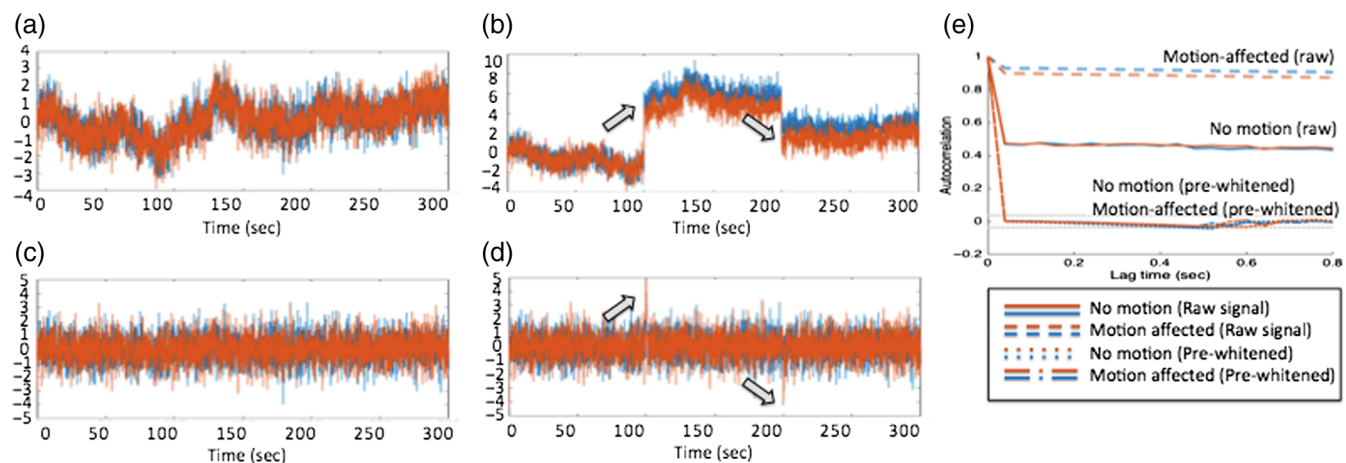 (a)
4
3
2
1
0
-1
-2
-3
-4
0 50 100 150 200 250 300
Time (sec)
(b)
10
8
6
4
2
0
-2
-4
0 50 100 150 200 250 300
Time (sec)
(c)
5
4
3
2
1
0
-1
-2
-3
-4
-5
0 50 100 150 200 250 300
Time (sec)
(d)
5
4
3
2
1
0
-1
-2
-3
-4
-5
0 50 100 150 200 250 300
Time (sec)
(e)
Autocorrelation
1
0.8
0.6
0.4
0.2
0
-0.2
Motion-affected (raw)
No motion (raw)
No motion (pre-whitened)
Motion-affected (pre-whitened)
0 0.2 0.4 0.6 0.8
Lag time (sec)
No motion (Raw signal)
Motion affected (Raw signal)
No motion (Pre-whitened)
Motion affected (Pre-whitened)